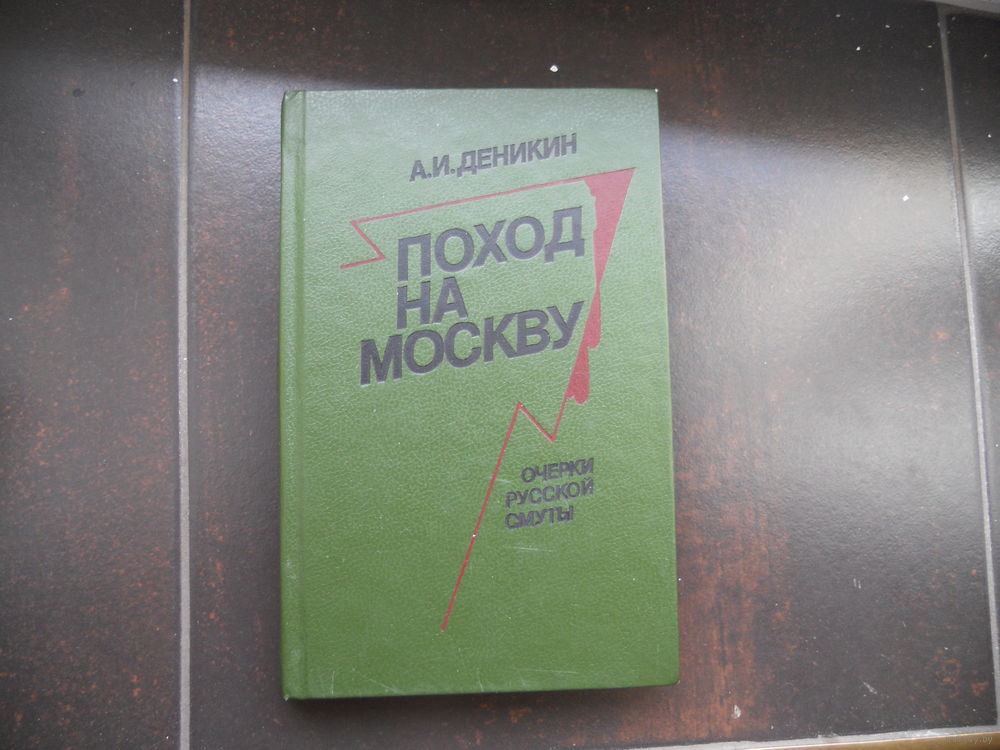 А.И.ДЕНИКИН
ПОХОД
НА
МОСКВУ
ОЧЕРКИ
РУССКОЙ
СМУТЫ